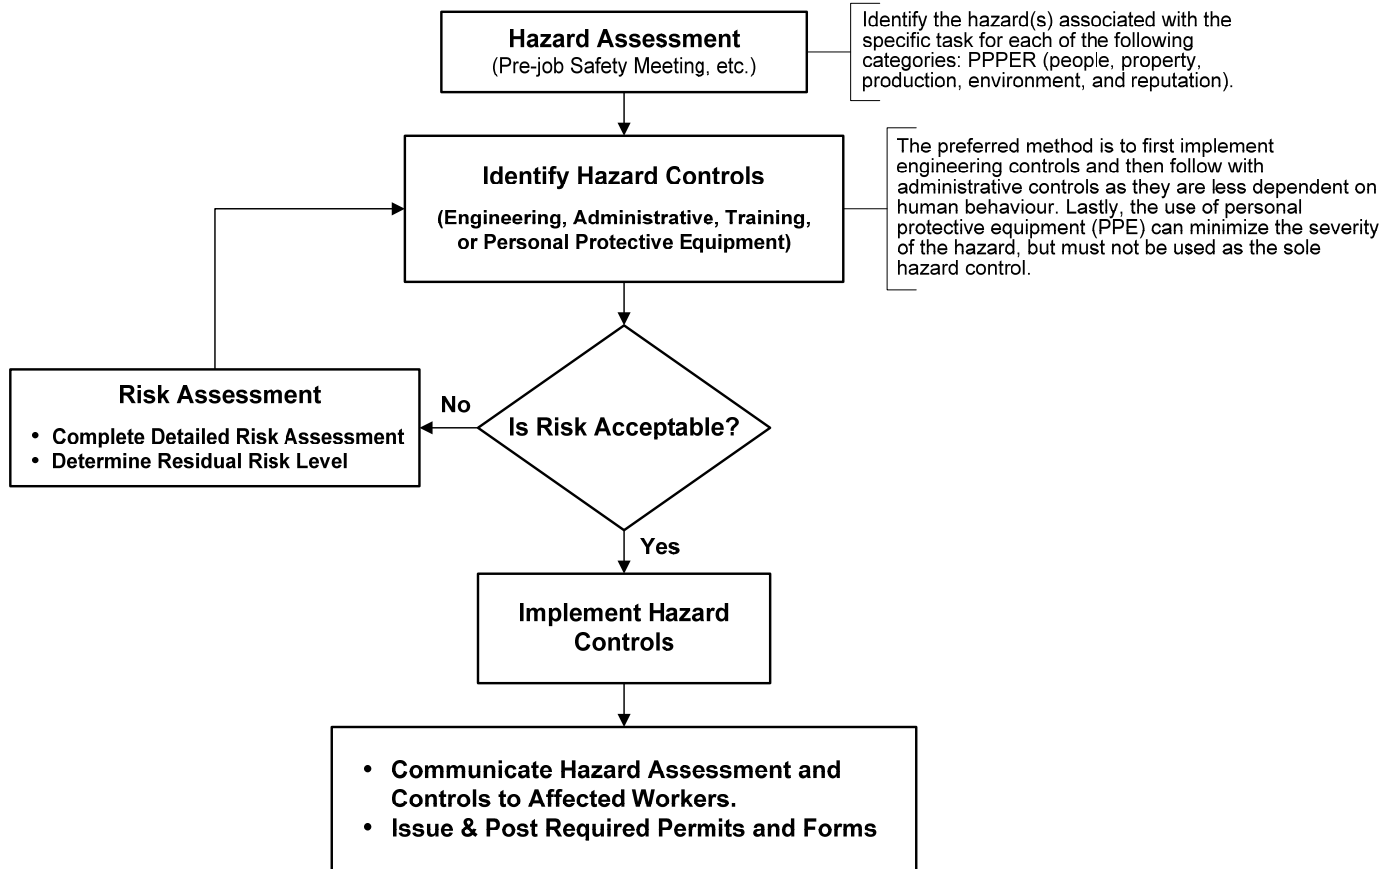 Hazard Assessment
(Pre-job Safety Meeting, etc.)
Identify the hazard(s) associated with the
specific task for each of the following
categories: PPPER (people, property,
production, environment, and reputation).
Identify Hazard Controls
(Engineering, Administrative, Training,
or Personal Protective Equipment)
The preferred method is to first implement
engineering controls and then follow with
administrative controls as they are less dependent on
human behaviour. Lastly, the use of personal
protective equipment (PPE) can minimize the severity
of the hazard, but must not be used as the sole
hazard control.
Risk Assessment
• Complete Detailed Risk Assessment
• Determine Residual Risk Level
No
Is Risk Acceptable?
Yes
Implement Hazard
Controls
• Communicate Hazard Assessment and
Controls to Affected Workers.
• Issue & Post Required Permits and Forms